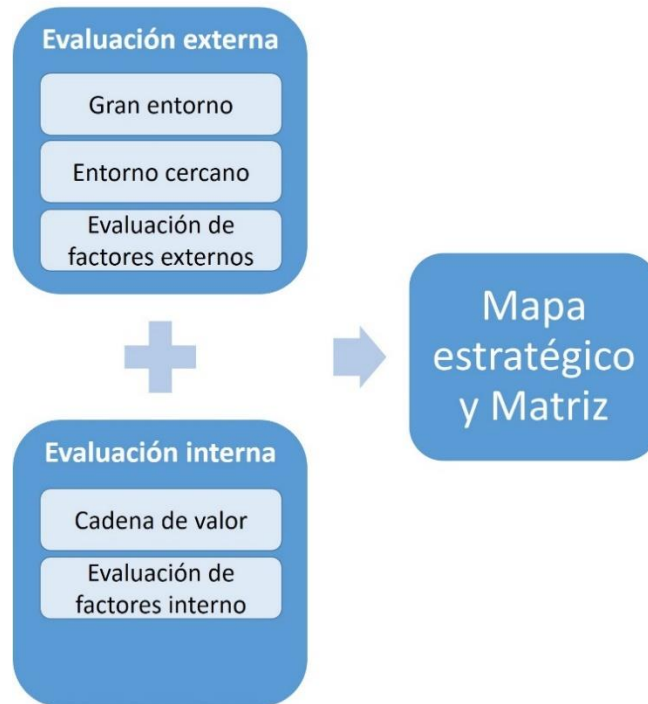 Evaluación externa
Gran entorno
Entorno cercano
Evaluación de
factores externos
Evaluación interna
Cadena de valor
Evaluación de
factores interno
Mapa
estratégico
y Matriz